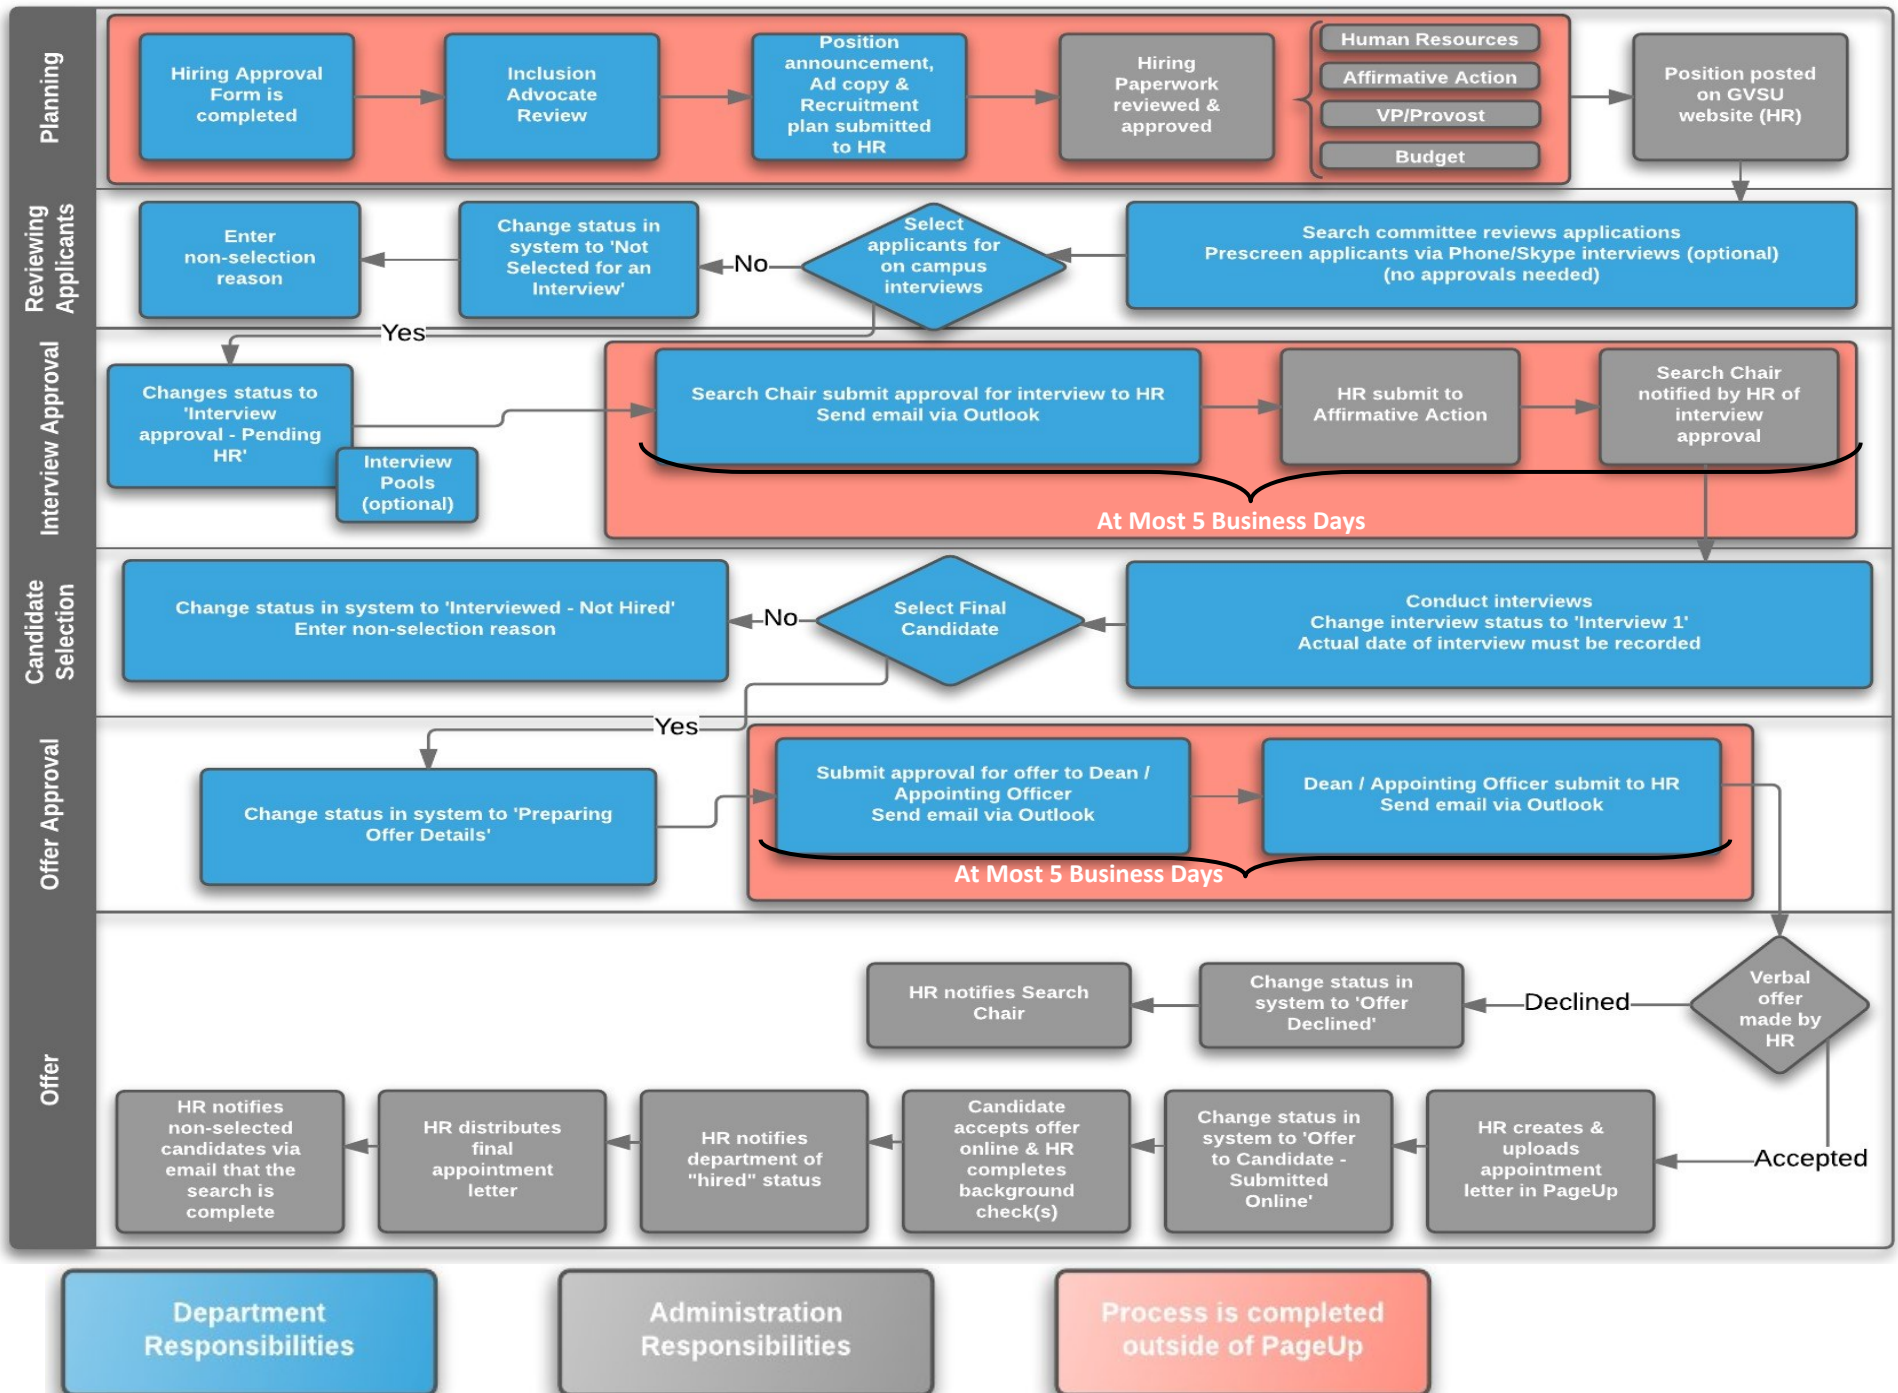 Planning
Hiring Approval
Form is
completed
Inclusion
Advocate
Review
Position
announcement,
Ad copy &
Recruitment
plan submitted
to HR
Hiring
Paperwork
reviewed &
approved
Human Resources
Affirmative Action
VP/Provost
Budget
Position posted
on GVSU
website (HR)
Reviewing
Applicants
Enter
non-selection
reason
Change status in
system to 'Not
Selected for an
Interview'
No
Select
applicants for
on campus
interviews
Search committee reviews applications
Prescreen applicants via Phone/Skype interviews (optional)
(no approvals needed)
Yes
Interview Approval
Changes status to
'Interview
approval - Pending
HR'
Interview
Pools
(optional)
Search Chair submit approval for interview to HR
Send email via Outlook
HR submit to
Affirmative Action
Search Chair
notified by HR of
interview
approval
At Most 5 Business Days
Candidate
Selection
Change status in system to 'Interviewed - Not Hired'
Enter non-selection reason
No
Select Final
Candidate
Conduct interviews
Change interview status to 'Interview 1'
Actual date of interview must be recorded
Yes
Offer Approval
Change status in system to 'Preparing
Offer Details'
Submit approval for offer to Dean /
Appointing Officer
Send email via Outlook
Dean / Appointing Officer submit to HR
Send email via Outlook
At Most 5 Business Days
Offer
HR notifies Search
Chair
Change status in
system to 'Offer
Declined'
Declined
Verbal
offer
made by
HR
HR notifies
non-selected
candidates via
email that the
search is
complete
HR distributes
final
appointment
letter
HR notifies
department of
"hired" status
Candidate
accepts offer
online & HR
completes
background
check(s)
Change status in
system to 'Offer
to Candidate -
Submitted
Online'
HR creates &
uploads
appointment
letter in PageUp
Accepted
Department
Responsibilities
Administration
Responsibilities
Process is completed
outside of PageUp